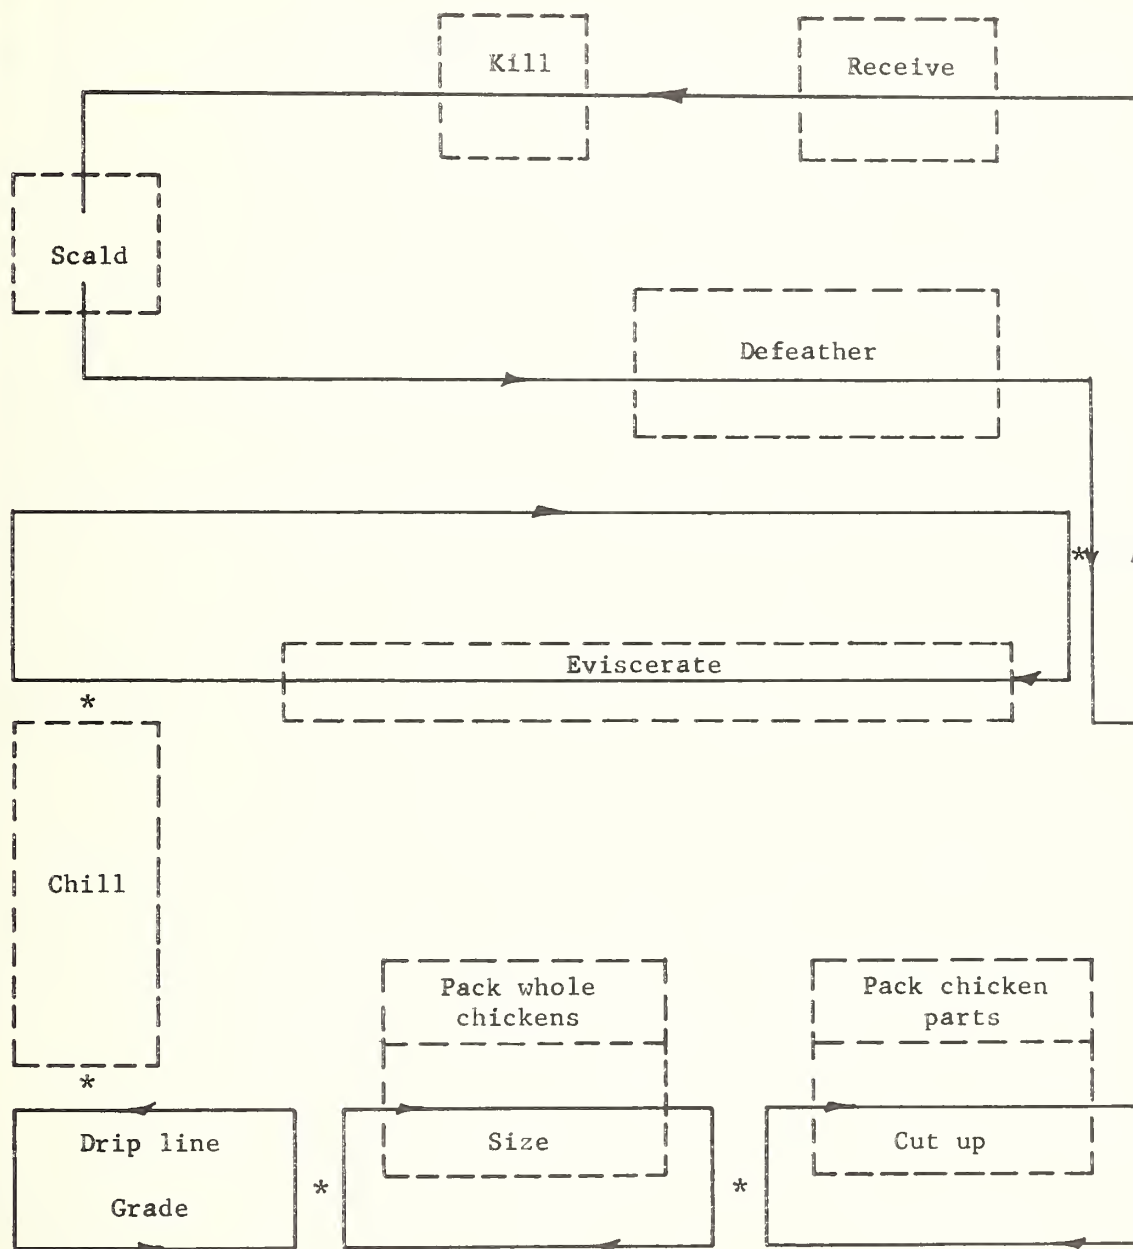 Kill
Receive
Scald
Defeather
*
Eviscerate
*
Chill
Pack whole
chickens
Pack chicken
parts
*
Drip line
Size
Cut up
*
*
Grade